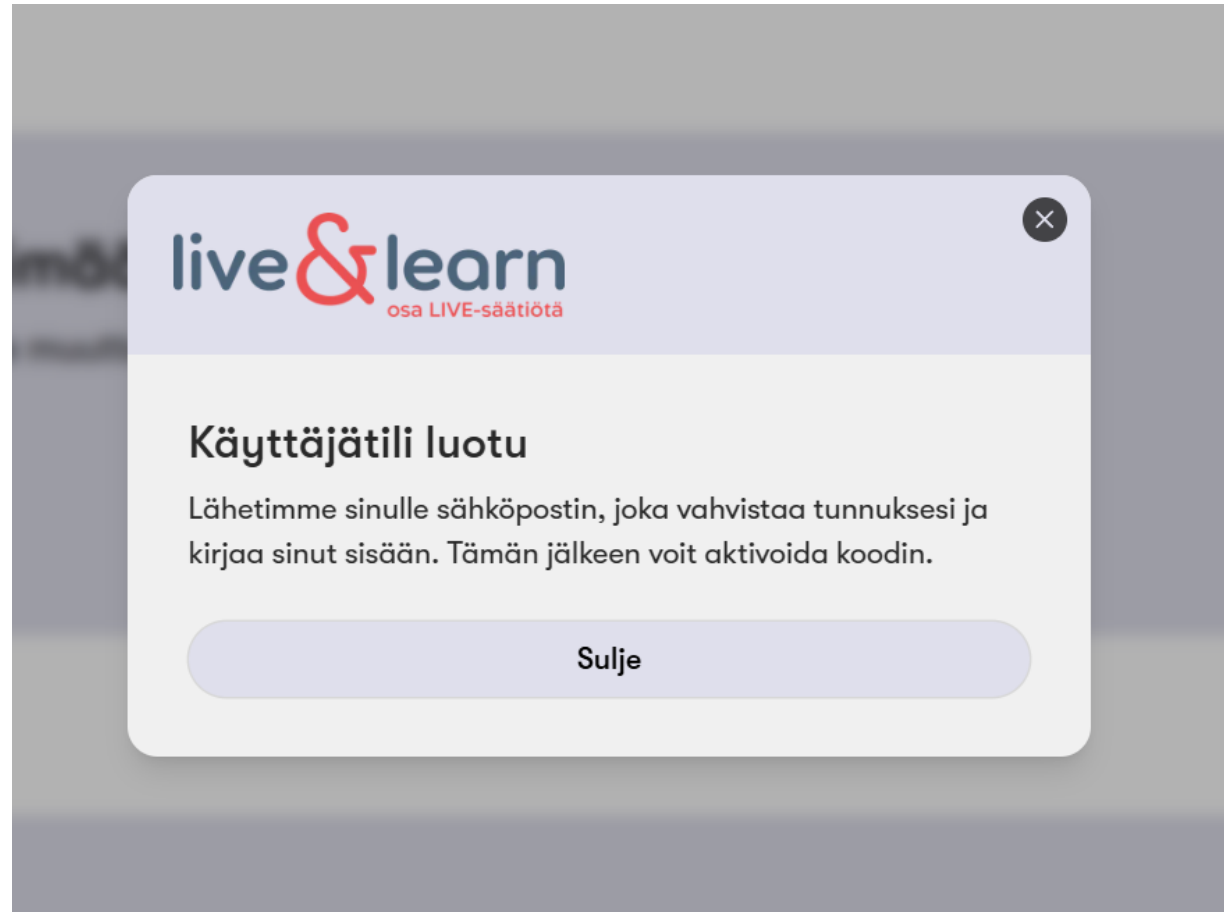 live&learn
osa LIVE-säätiötä
Käyttäjätili luotu
Lähetimme sinulle sähköpostin, joka vahvistaa tunnuksesi ja
kirjaa sinut sisään. Tämän jälkeen voit aktivoida koodin.
Sulje